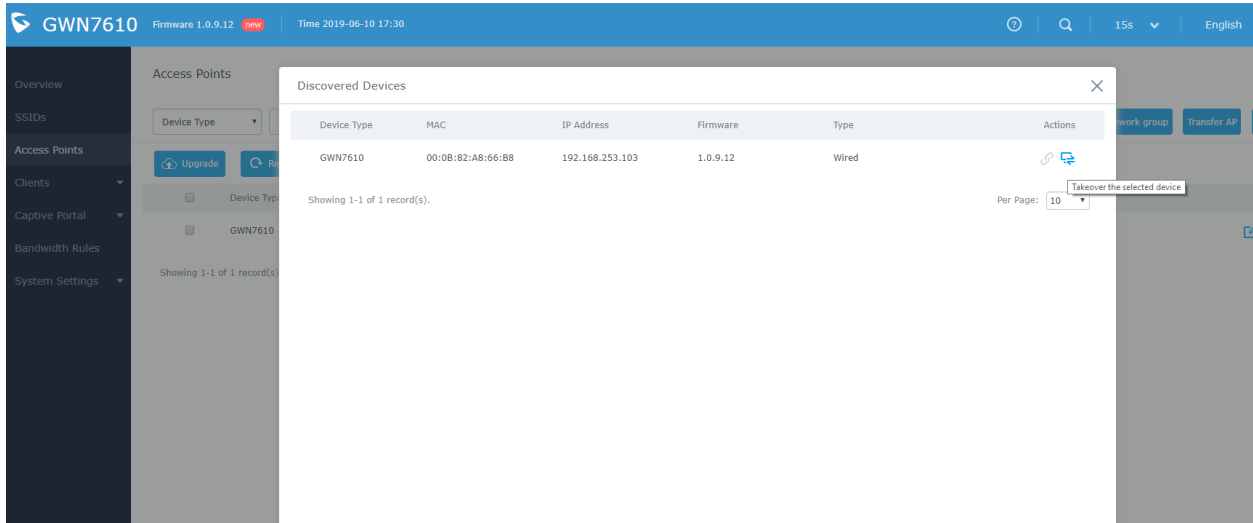 GWN7610 Firmware 1.0.9.12 new Time 2019-06-10 17:30 15s English
Overview
SSIDs
Access Points
Clients
Captive Portal
Bandwidth Rules
System Settings
Access Points
Device Type
work group Transfer AP
Upgrade Re
Device Typ
GWN7610
Showing 1-1 of 1 record(s)
Discovered Devices
Device Type MAC IP Address Firmware Type Actions
GWN7610 00:0B:82:A8:66:B8 192.168.253.103 1.0.9.12 Wired
Takeover the selected device
Showing 1-1 of 1 record(s). Per Page: 10